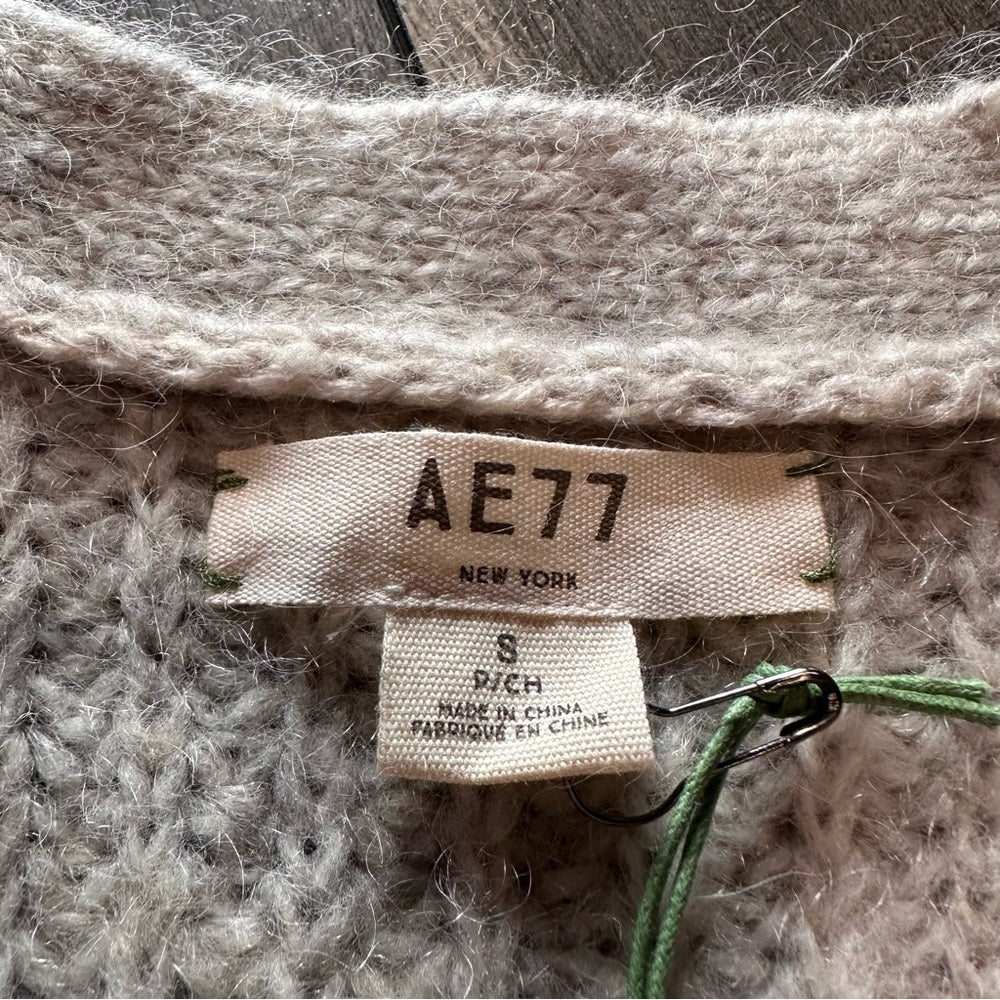 AE77
NEW YORK
S
P/CH
MADE IN CHINA
FABRIQUÉ EN CHINE